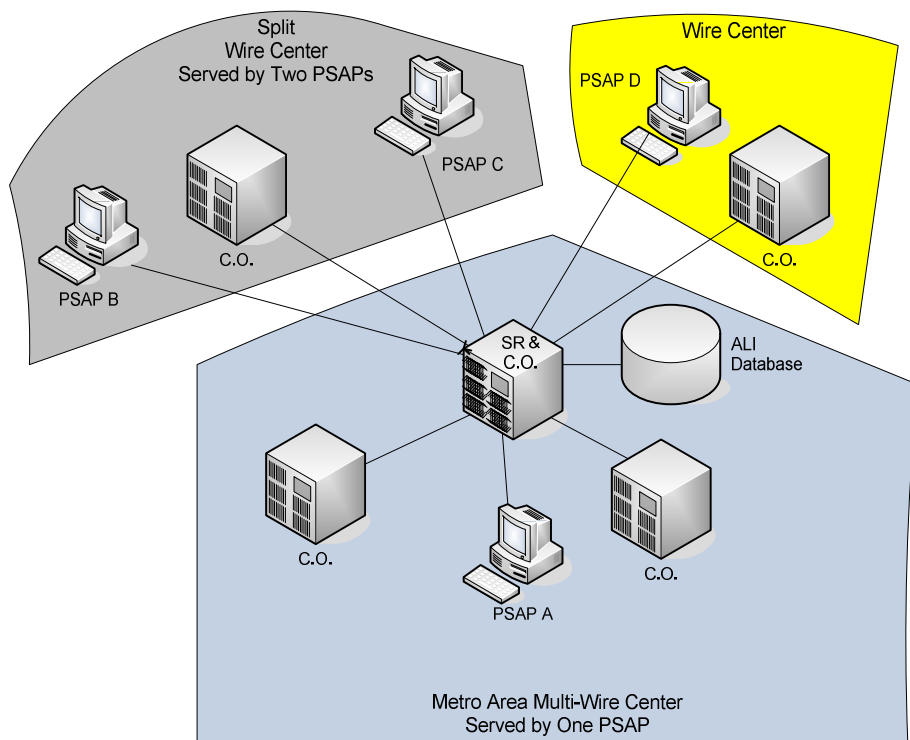 Split
Wire Center
Served by Two PSAPs
Wire Center
PSAP D
PSAP C
C.O.
C.O.
PSAP B
SR &
C.O.
ALI
Database
C.O.
C.O.
PSAP A
Metro Area Multi-Wire Center
Served by One PSAP